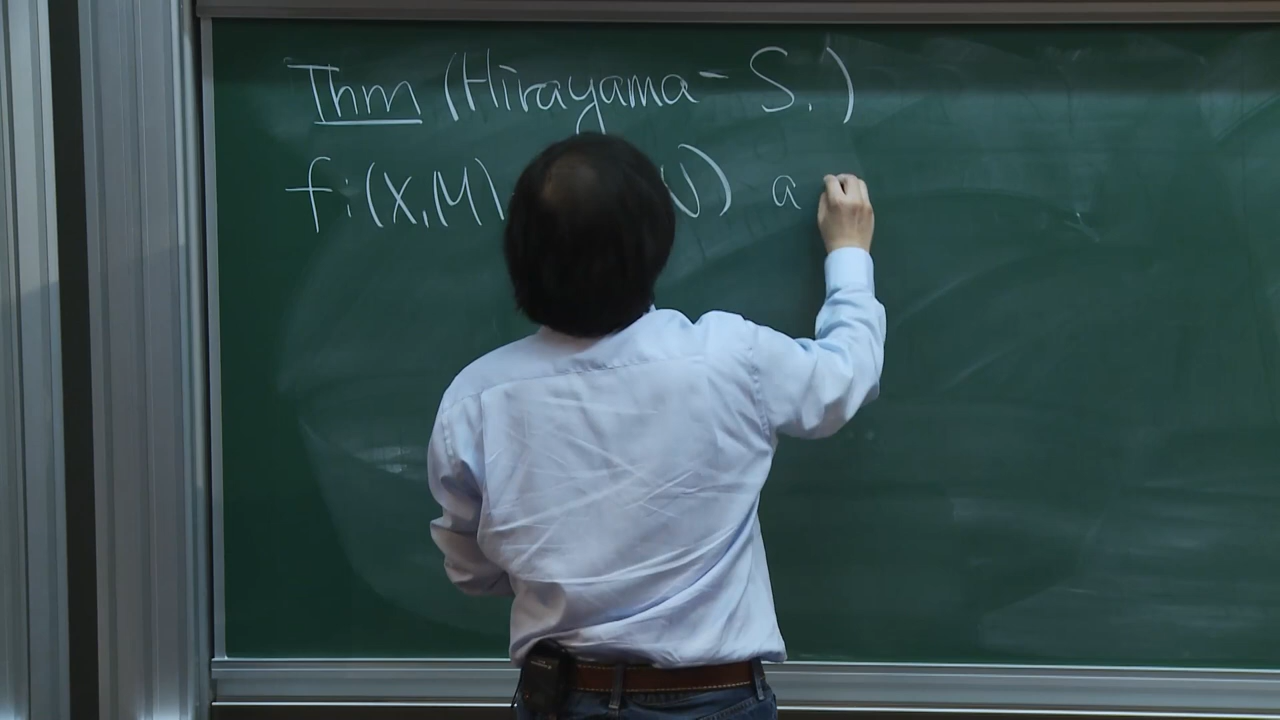 Thm (Hirayama - S.)
f: (X, M) N) a